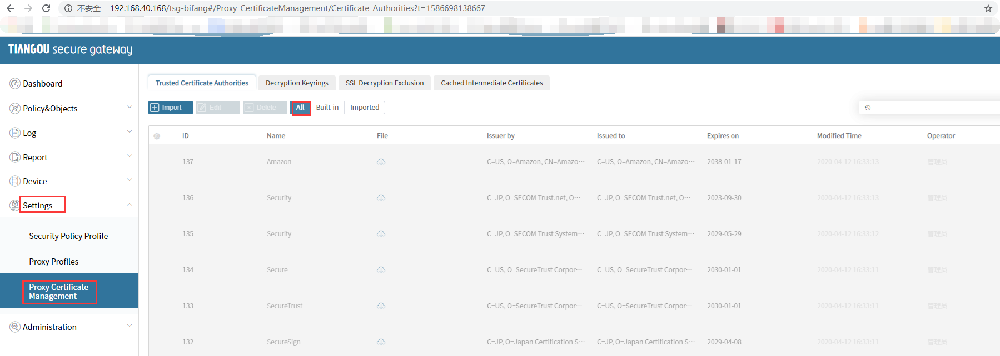 不安全 192.168.40.168/tsg-bifang#/Proxy_CertificateManagement/Certificate_Authorities?t=1586698138667
TIANGOU secure gateway
Dashboard
Policy&Objects
Log
Report
Device
Settings
Security Policy Profile
Proxy Profiles
Proxy Certificate
Management
Administration
Trusted Certificate Authorities Decryption Keyrings SSL Decryption Exclusion Cached Intermediate Certificates
Import Edit Delete All Built-in Imported
ID Name File Issuer by Issued to Expires on Modified Time Operator
137 Amazon C=US, O=Amazon, CN=Amazo··· C=US, O=Amazon, CN=Amazo··· 2038-01-17 2020-04-12 16:33:13 管理员
136 Security C=JP, O=SECOM Trust.net, O··· C=JP, O=SECOM Trust.net, O··· 2023-09-30 2020-04-12 16:33:13 管理员
135 Security C=JP, O=SECOM Trust System··· C=JP, O=SECOM Trust System··· 2029-05-29 2020-04-12 16:33:12 管理员
134 Secure C=US, O=SecureTrust Corpor··· C=US, O=SecureTrust Corpor··· 2030-01-01 2020-04-12 16:33:11 管理员
133 SecureTrust C=US, O=SecureTrust Corpor··· C=US, O=SecureTrust Corpor··· 2030-01-01 2020-04-12 16:33:11 管理员
132 SecureSign C=JP, O=Japan Certification S··· C=JP, O=Japan Certification S··· 2029-04-08 2020-04-12 16:33:11 管理员